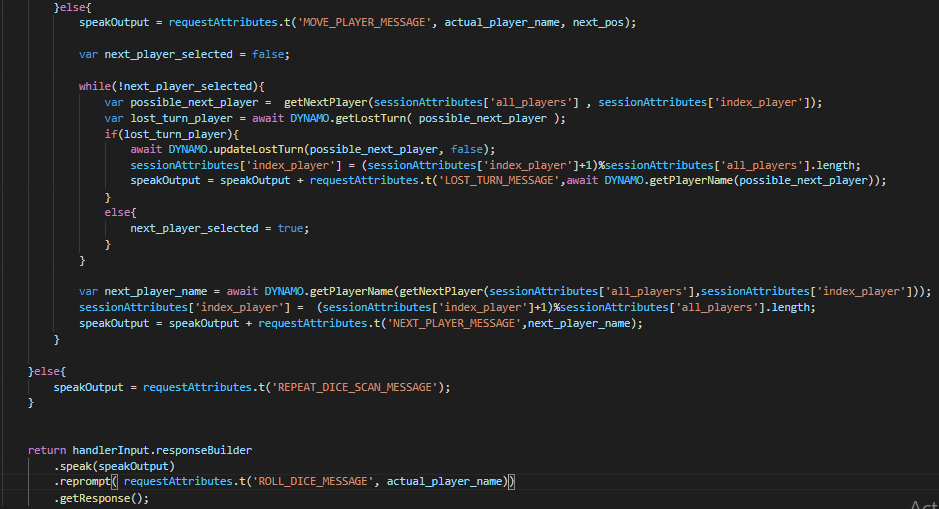 }else{
speakOutput = requestAttributes.t('MOVE_PLAYER_MESSAGE', actual_player_name, next_pos);
var next_player_selected = false;
while(!next_player_selected){
var possible_next_player =  getNextPlayer(sessionAttributes['all_players'] , sessionAttributes['index_player']);
var lost_turn_player = await DYNAMO.getLostTurn( possible_next_player );
if(lost_turn_player){
await DYNAMO.updateLostTurn(possible_next_player, false);
sessionAttributes['index_player'] = (sessionAttributes['index_player']+1)%sessionAttributes['all_players'].length;
speakOutput = speakOutput + requestAttributes.t('LOST_TURN_MESSAGE',await DYNAMO.getPlayerName(possible_next_player));
}
else{
next_player_selected = true;
}
}
var next_player_name = await DYNAMO.getPlayerName(getNextPlayer(sessionAttributes['all_players'],sessionAttributes['index_player']));
sessionAttributes['index_player'] =  (sessionAttributes['index_player']+1)%sessionAttributes['all_players'].length;
speakOutput = speakOutput + requestAttributes.t('NEXT_PLAYER_MESSAGE',next_player_name);
}
}else{
speakOutput = requestAttributes.t('REPEAT_DICE_SCAN_MESSAGE');
}
return handlerInput.responseBuilder
.speak(speakOutput)
.reprompt( requestAttributes.t('ROLL_DICE_MESSAGE', actual_player_name))
.getResponse();